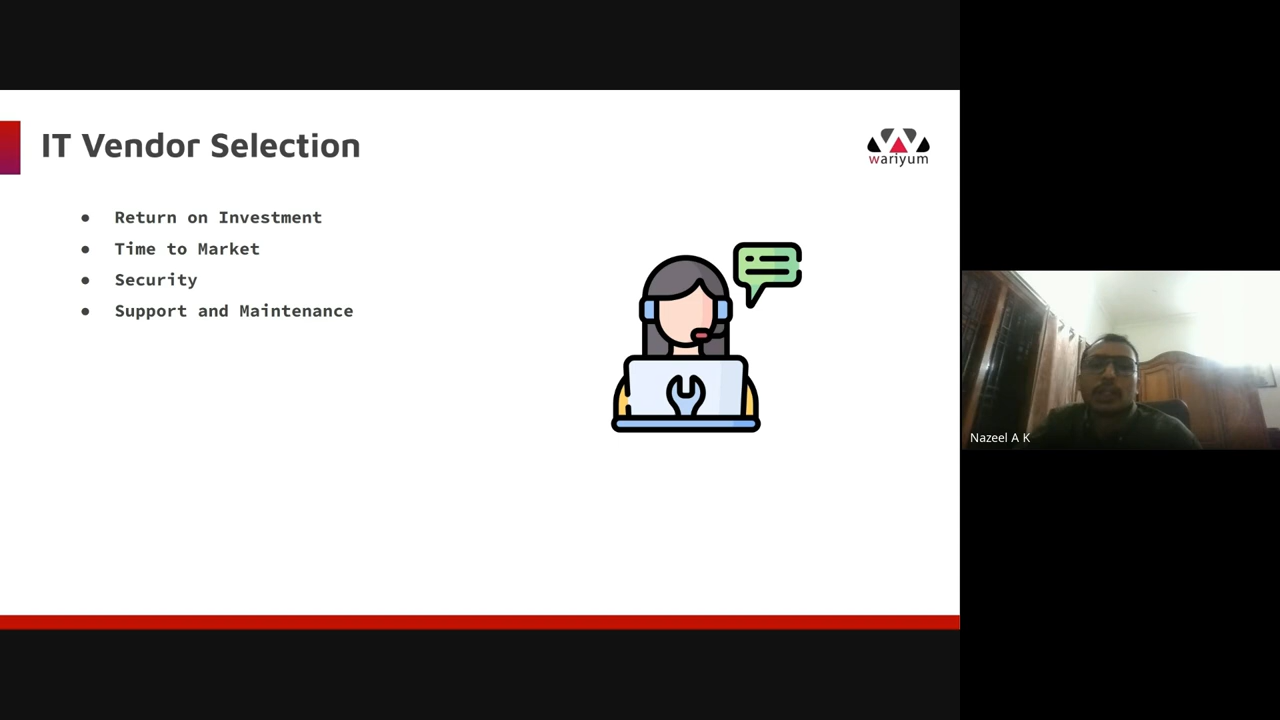 IT Vendor Selection
wariyum
● Return on Investment
● Time to Market
● Security
● Support and Maintenance
Nazeel A K